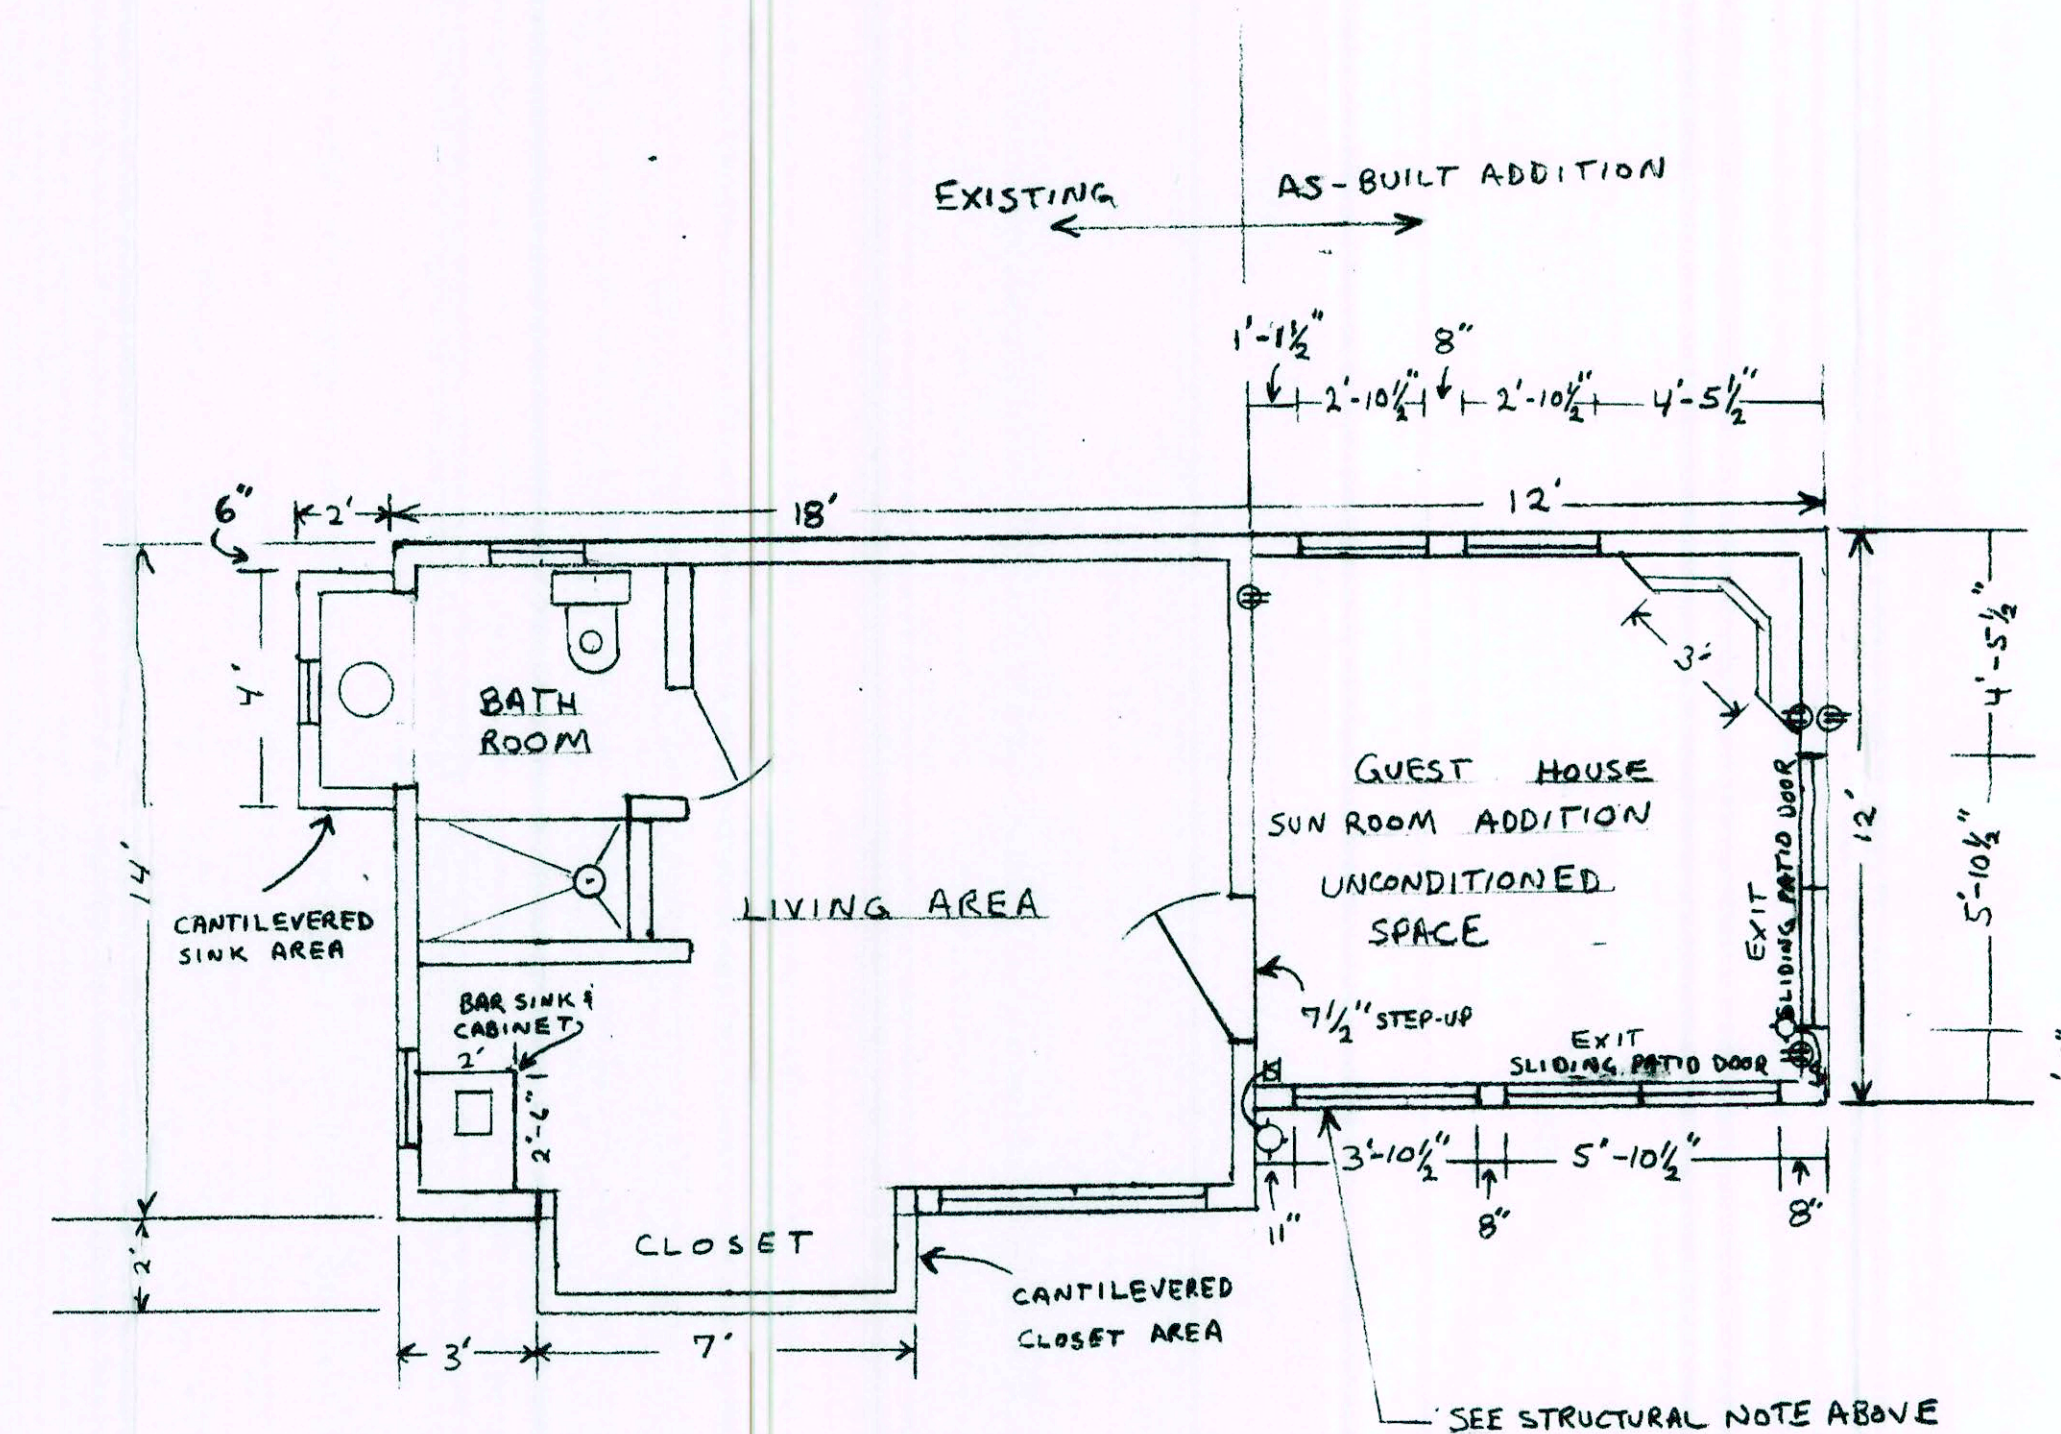 EXISTING
AS-BUILT ADDITION
1'-1½"
8"
2'-10½"
2'-10½"
4'-5½"
6"
2'
18'
12'
4'
14'
BATH
ROOM
3'
4'-5½"
GUEST HOUSE
SUN ROOM ADDITION
UNCONDITIONED
SPACE
EXIT
SLIDING PATIO DOOR
12'
5'-10½"
LIVING AREA
CANTILEVERED
SINK AREA
BAR SINK &
CABINET
2'
2'-6"
7½" STEP-UP
EXIT
SLIDING PATIO DOOR
3'-10½"
5'-10½"
11"
8"
8"
2'
CLOSET
CANTILEVERED
CLOSET AREA
3'
7'
SEE STRUCTURAL NOTE ABOVE